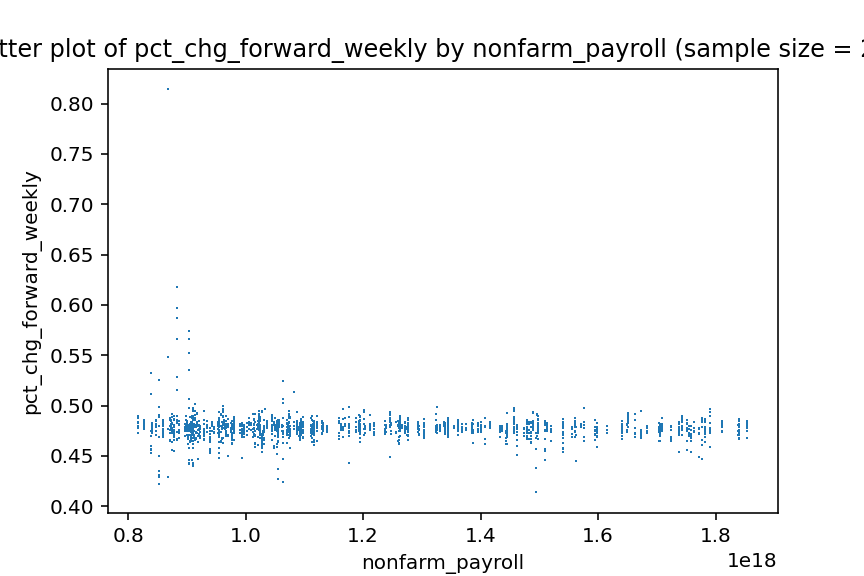 tter plot of pct_chg_forward_weekly by nonfarm_payroll (sample size = 2
0.80
0.75
0.70
0.65
0.60
0.55
0.50
0.45
0.40
pct_chg_forward_weekly
0.8 1.0 1.2 1.4 1.6 1.8
1e18
nonfarm_payroll